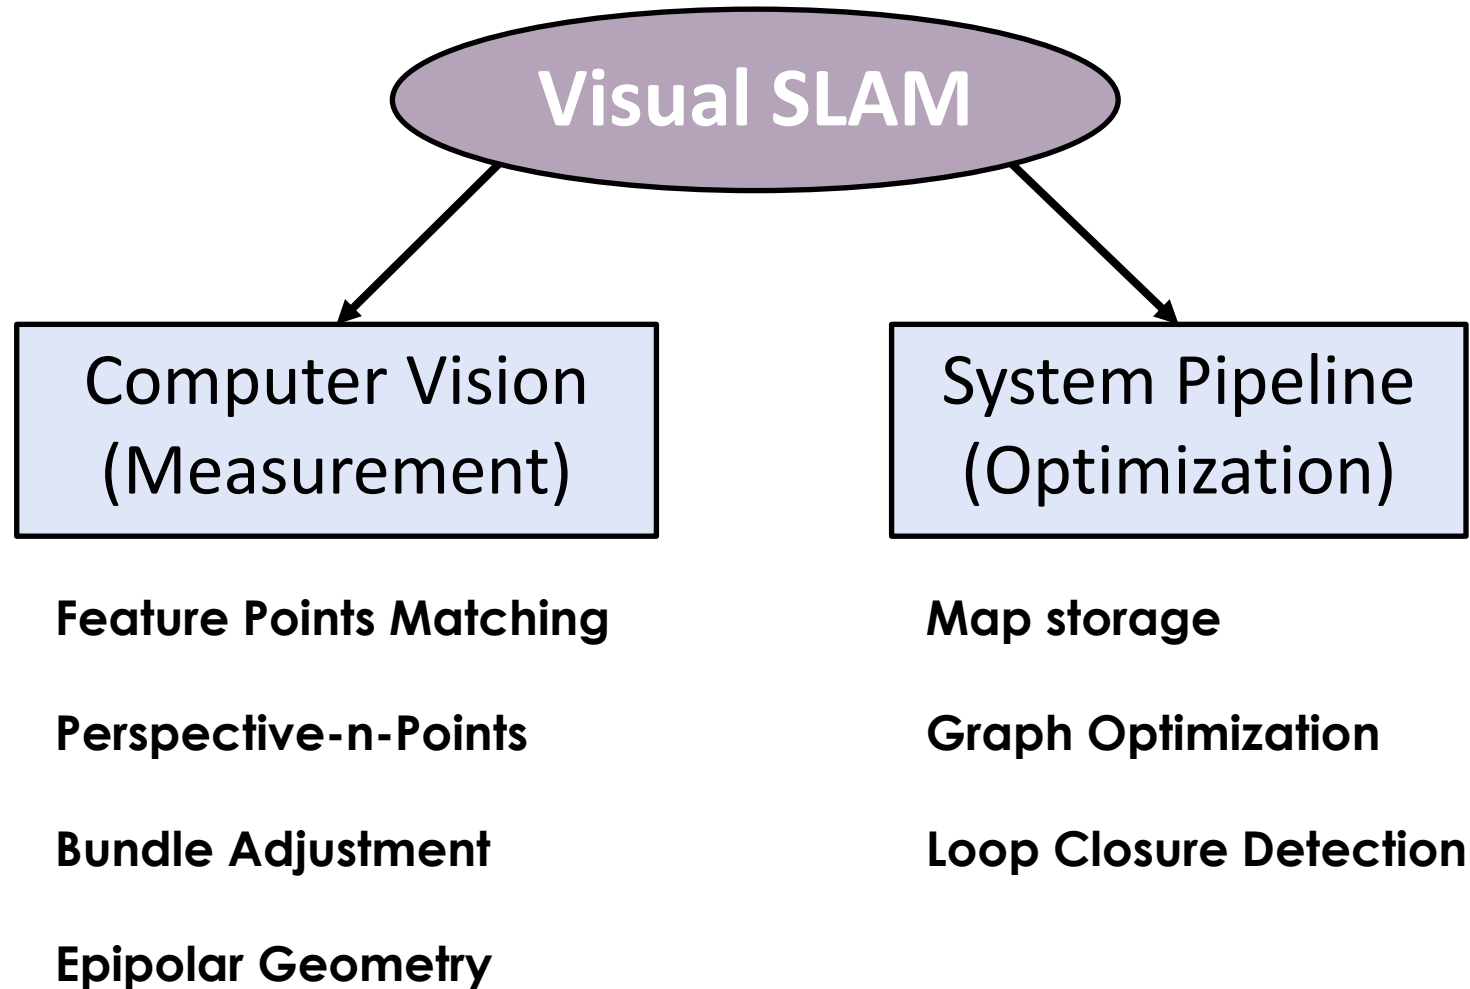 Visual SLAM
Computer Vision
(Measurement)
System Pipeline
(Optimization)
Feature Points Matching
Perspective-n-Points
Bundle Adjustment
Epipolar Geometry
Map storage
Graph Optimization
Loop Closure Detection